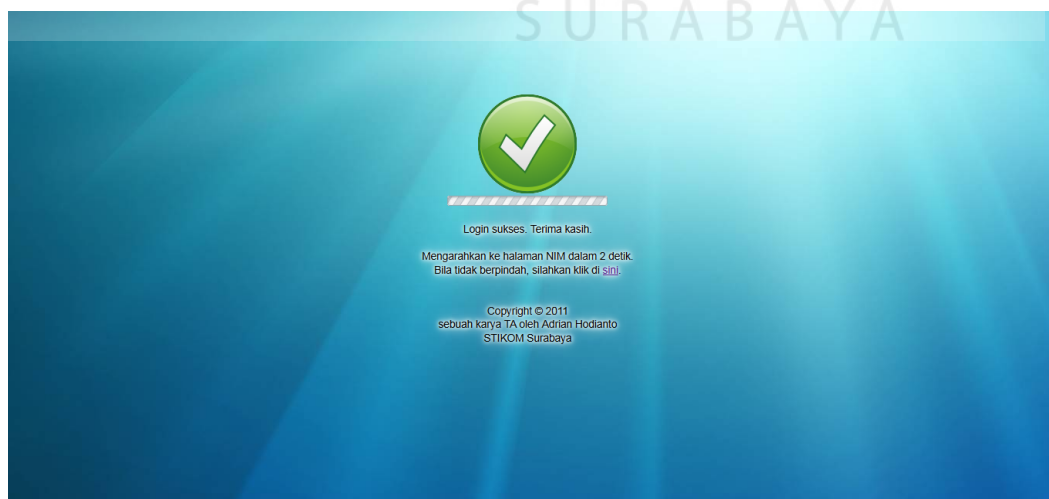 SURABAYA
Login sukses. Terima kasih.
Mengarahkan ke halaman NIM dalam 2 detik.
Bila tidak berpindah, silahkan klik di sini.
Copyright © 2011
sebuah karya TA oleh Adrian Hodianto
STIKOM Surabaya